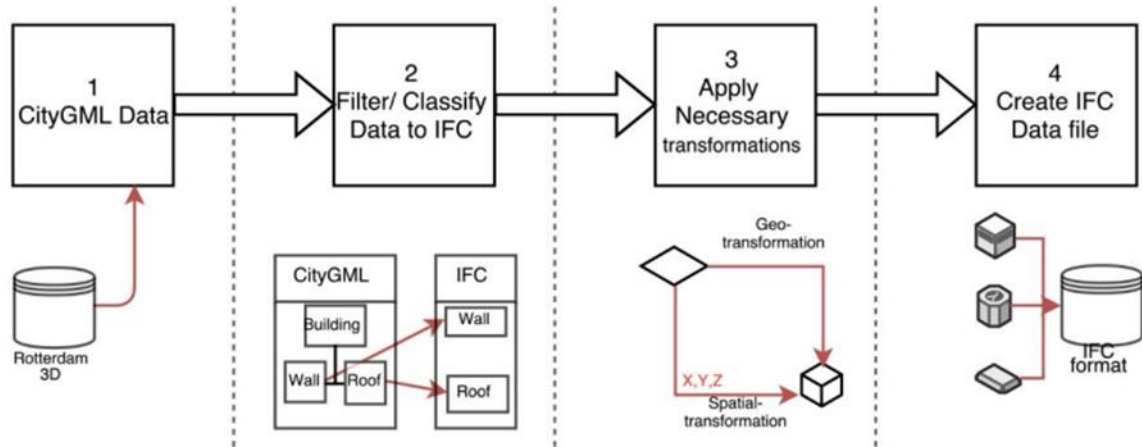 1
CityGML Data
2
Filter/ Classify
Data to IFC
3
Apply
Necessary
transformations
4
Create IFC
Data file
Rotterdam
3D
CityGML
Building
Wall
Roof
IFC
Wall
Roof
Geo-
transformation
X,Y,Z
Spatial-
transformation
IFC
format